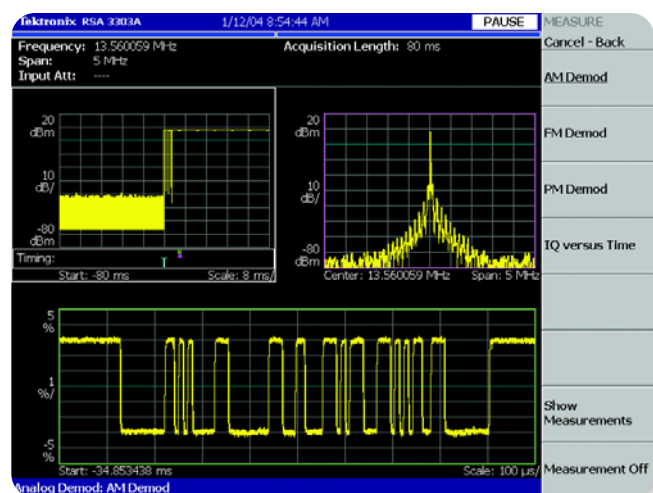 Tektronix RSA 3303A 1/12/04 8:54:44 AM PAUSE MEASURE
Cancel - Back
Frequency: 13.560059 MHz Acquisition Length: 80 ms
Span: 5 MHz
Input Att: ----
AM Demod
FM Demod
PM Demod
IQ versus Time
Show
Measurements
Measurement Off
20
dBm
10
dB/
-80
dBm
Timing:
T
Start: -80 ms Scale: 8 ms/
20
dBm
10
dB/
-80
dBm
Center: 13.560059 MHz Span: 5 MHz
5
%
1
%/
-5
%
Start: -34.853438 ms Scale: 100 µs/
Analog Demod: AM Demod